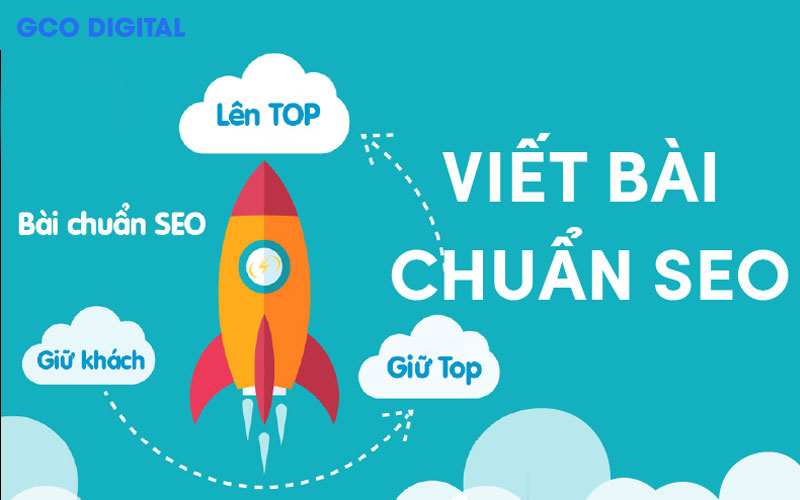 GCO DIGITAL
Lên TOP
VIẾT BÀI
CHUẨN SEO
Bài chuẩn SEO
Giữ khách
Giữ Top